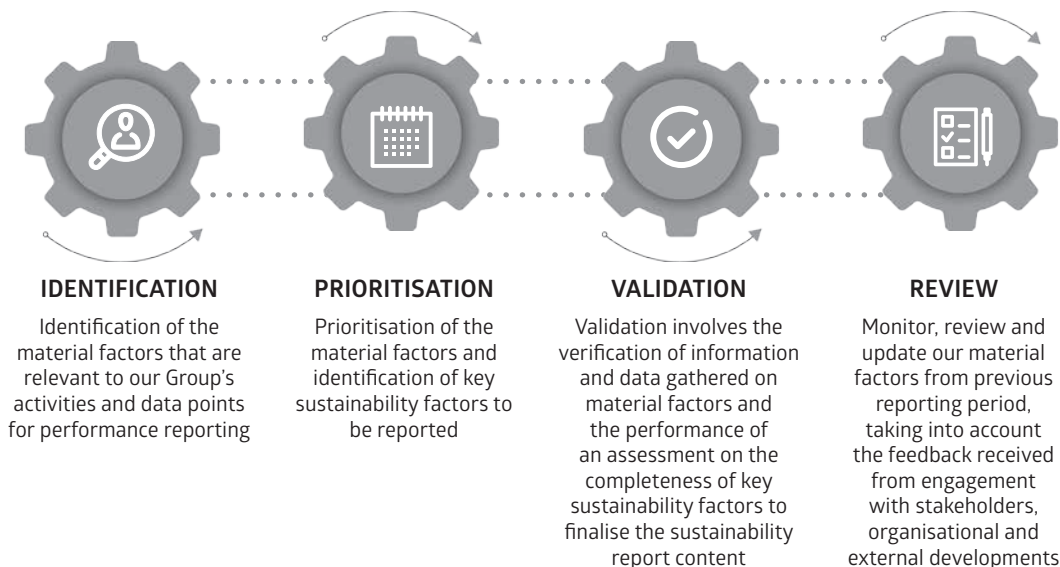 IDENTIFICATION
Identification of the
material factors that are
relevant to our Group's
activities and data points
for performance reporting
PRIORITISATION
Prioritisation of the
material factors and
identification of key
sustainability factors to
be reported
VALIDATION
Validation involves the
verification of information
and data gathered on
material factors and
the performance of
an assessment on the
completeness of key
sustainability factors to
finalise the sustainability
report content
REVIEW
Monitor, review and
update our material
factors from previous
reporting period,
taking into account
the feedback received
from engagement
with stakeholders,
organisational and
external developments